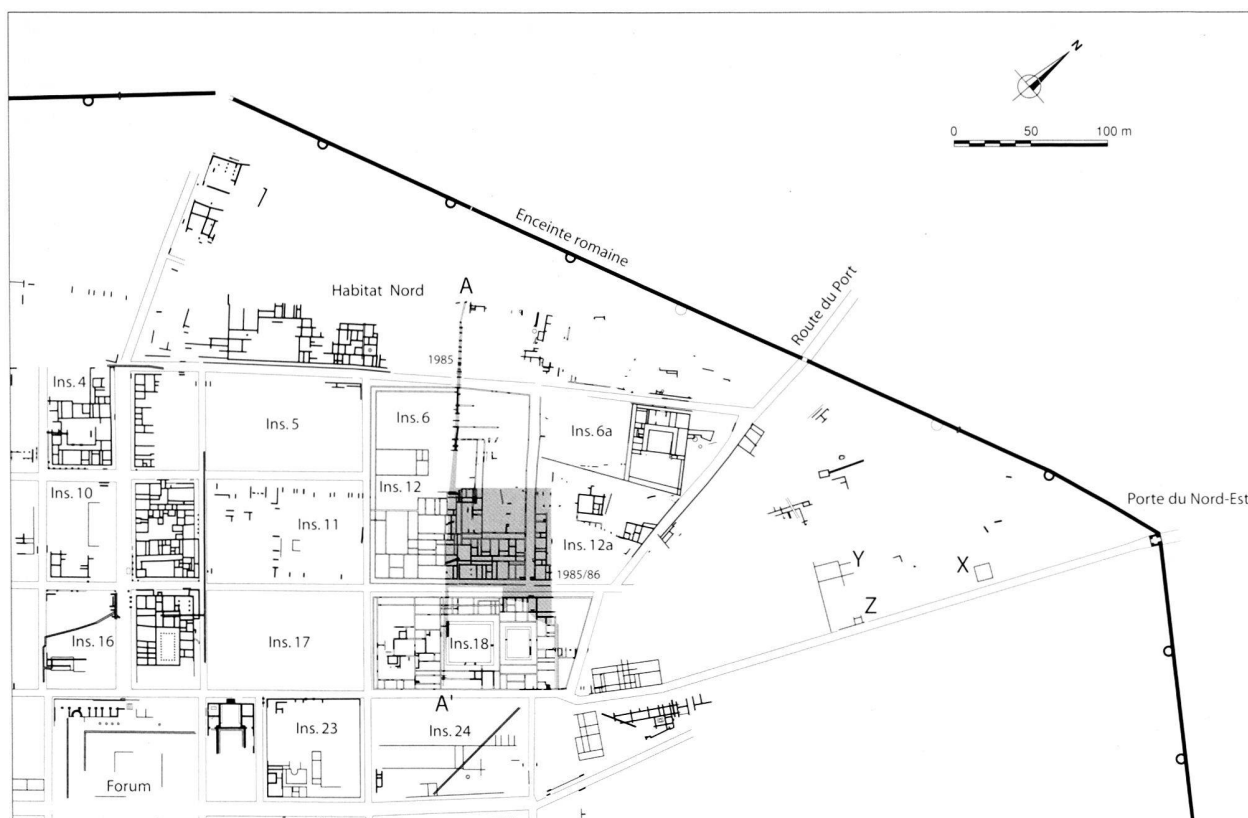 N
0 50 100 m
Enceinte romaine
Route du Port
Habitat Nord
A
1985
Ins. 4
Ins. 5
Ins. 6
Ins. 6a
Ins. 10
Ins. 11
Ins. 12
Ins. 12a
1985/86
Porte du Nord-Est
Y
X
Z
Ins. 16
Ins. 17
Ins. 18
A'
Ins. 23
Ins. 24
Forum